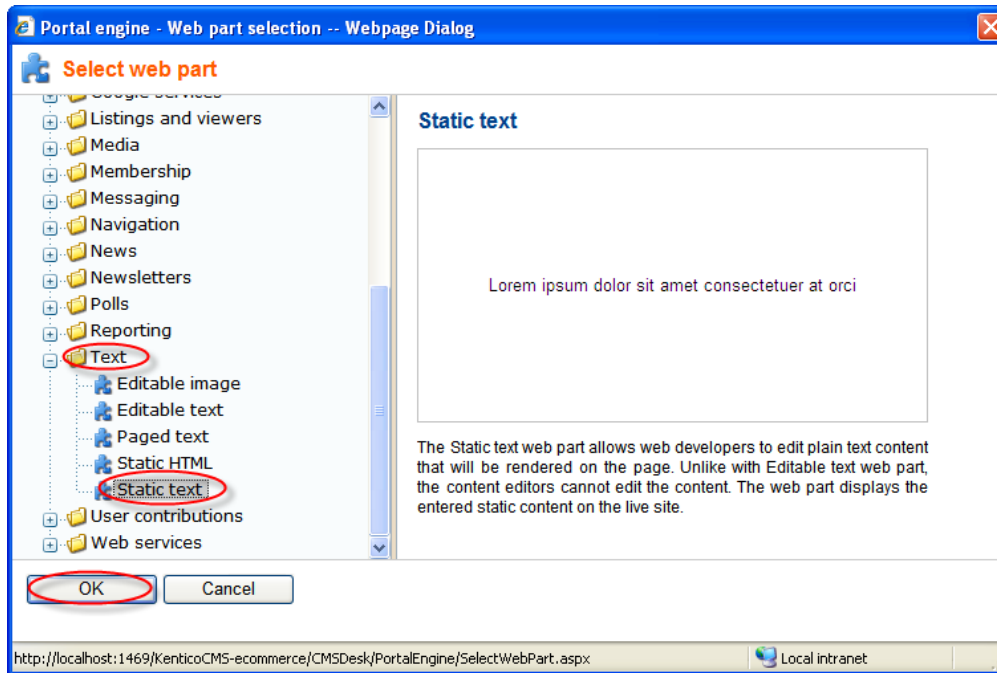 Portal engine - Web part selection -- Webpage Dialog
Select web part
Google services
Listings and viewers
Media
Membership
Messaging
Navigation
News
Newsletters
Polls
Reporting
Text
Editable image
Editable text
Paged text
Static HTML
Static text
User contributions
Web services
Static text
Lorem ipsum dolor sit amet consectetuer at orci
The Static text web part allows web developers to edit plain text content
that will be rendered on the page. Unlike with Editable text web part,
the content editors cannot edit the content. The web part displays the
entered static content on the live site.
OK
Cancel
http://localhost:1469/KenticoCMS-ecommerce/CMSDesk/PortalEngine/SelectWebPart.aspx
Local intranet